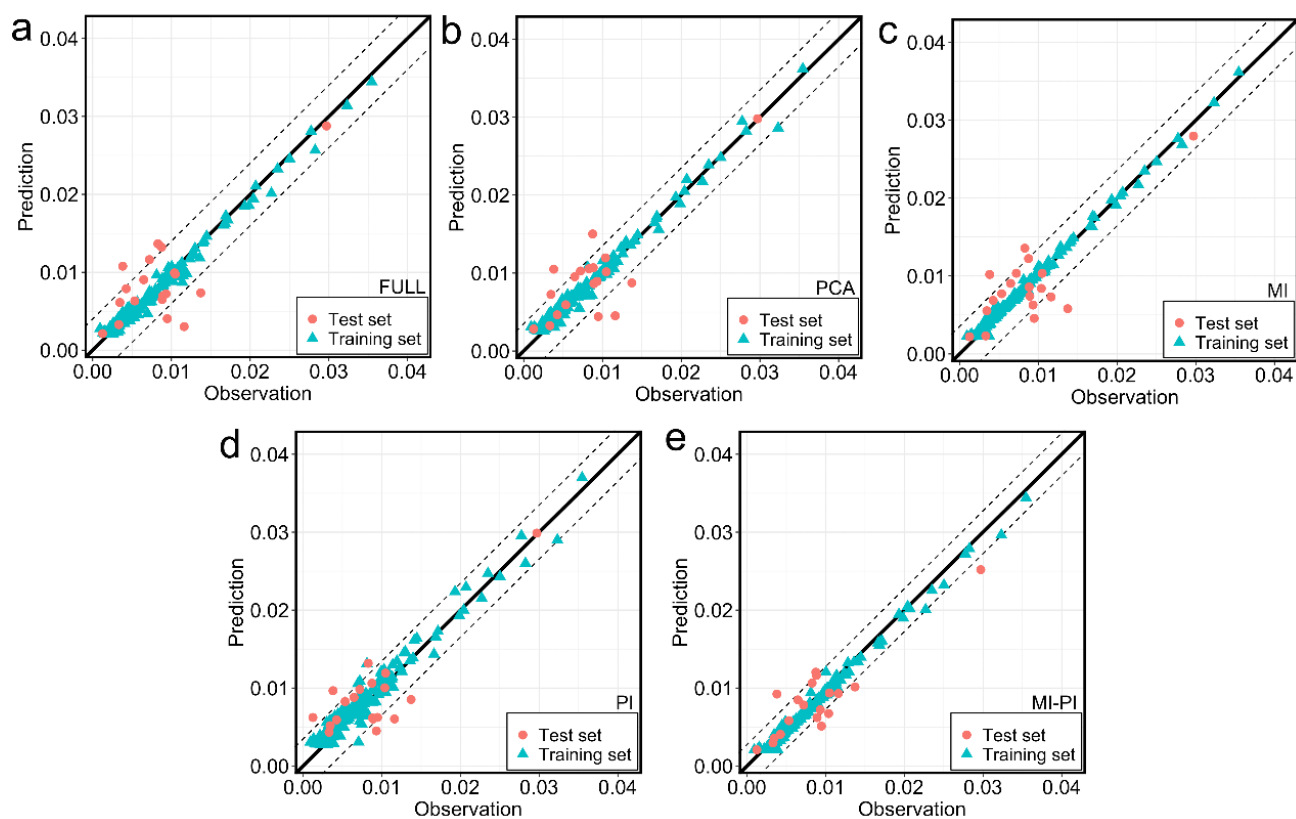 a
0.04
0.03
0.02
0.01
0.00
Prediction
FULL
Test set
Training set
0.00 0.01 0.02 0.03 0.04
Observation
b
0.04
0.03
0.02
0.01
0.00
Prediction
PCA
Test set
Training set
0.00 0.01 0.02 0.03 0.04
Observation
c
0.04
0.03
0.02
0.01
0.00
Prediction
MI
Test set
Training set
0.00 0.01 0.02 0.03 0.04
Observation
d
0.04
0.03
0.02
0.01
0.00
Prediction
PI
Test set
Training set
0.00 0.01 0.02 0.03 0.04
Observation
e
0.04
0.03
0.02
0.01
0.00
Prediction
MI-PI
Test set
Training set
0.00 0.01 0.02 0.03 0.04
Observation